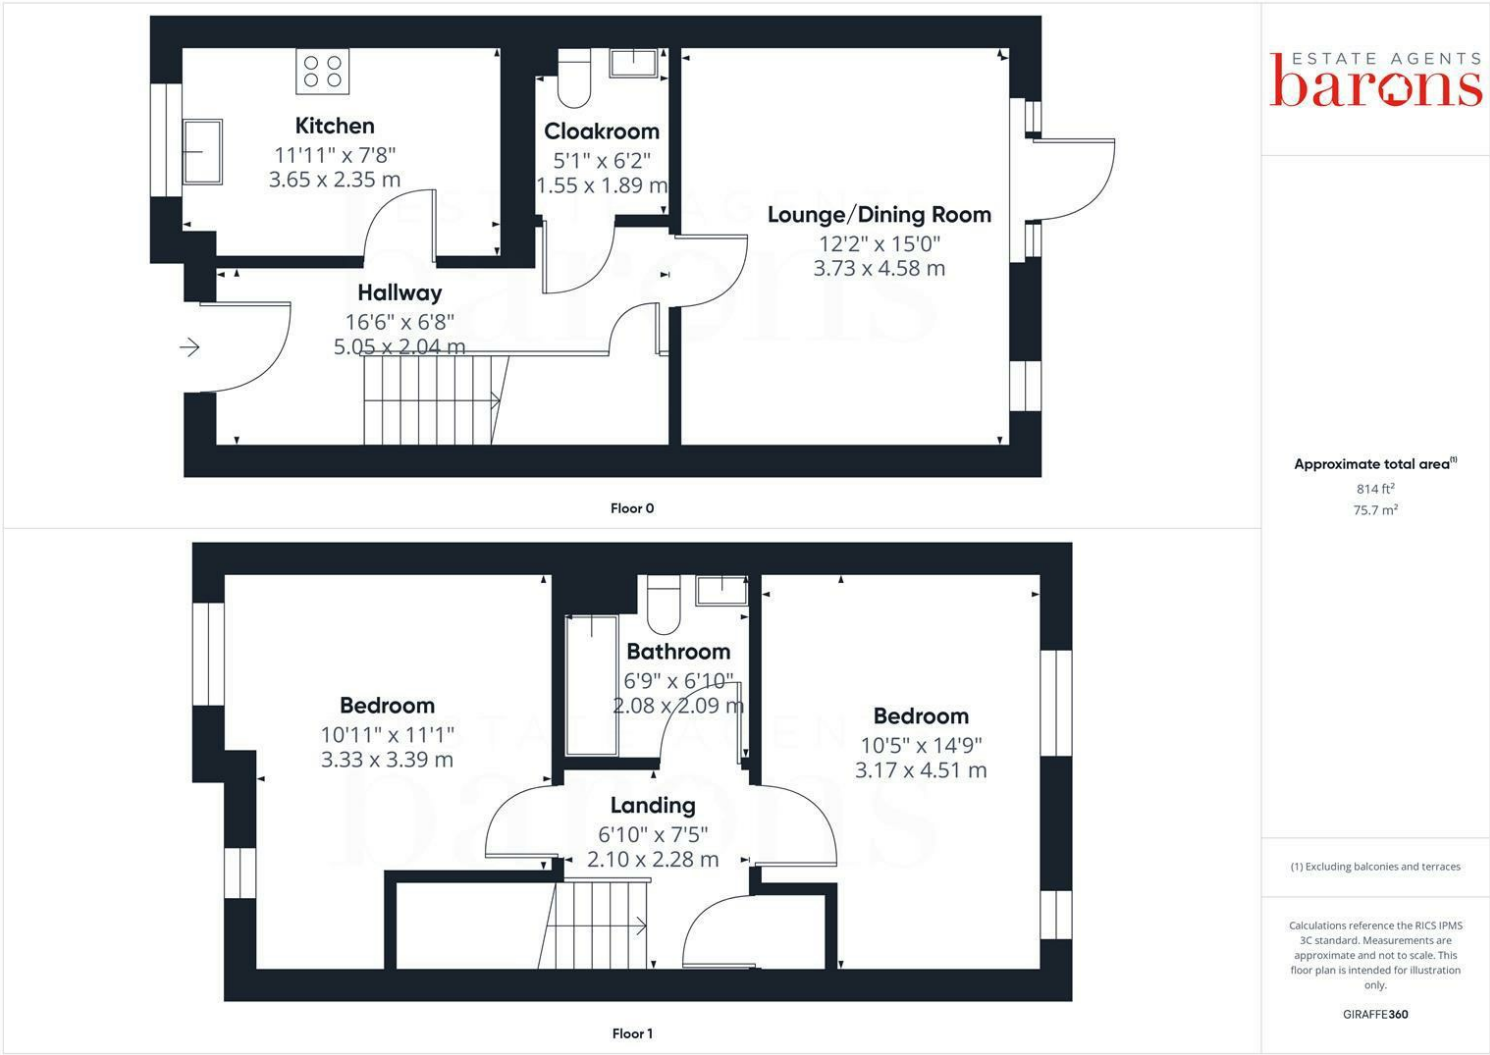 Kitchen
11'11" x 7'8"
3.65 x 2.35 m
Cloakroom
5'1" x 6'2"
1.55 x 1.89 m
Lounge/Dining Room
12'2" x 15'0"
3.73 x 4.58 m
Hallway
16'6" x 6'8"
5.05 x 2.04 m
Floor 0
Bedroom
10'11" x 11'1"
3.33 x 3.39 m
Bathroom
6'9" x 6'10"
2.08 x 2.09 m
Bedroom
10'5" x 14'9"
3.17 x 4.51 m
Landing
6'10" x 7'5"
2.10 x 2.28 m
Floor 1
ESTATE AGENTS
barons
Approximate total area(1)
814 ft²
75.7 m²
(1) Excluding balconies and terraces
Calculations reference the RICS IPMS
3C standard. Measurements are
approximate and not to scale. This
floor plan is intended for illustration
only.
GIRAFFE360
ESTATE AGENTS
barons
ESTATE AGENTS
barons